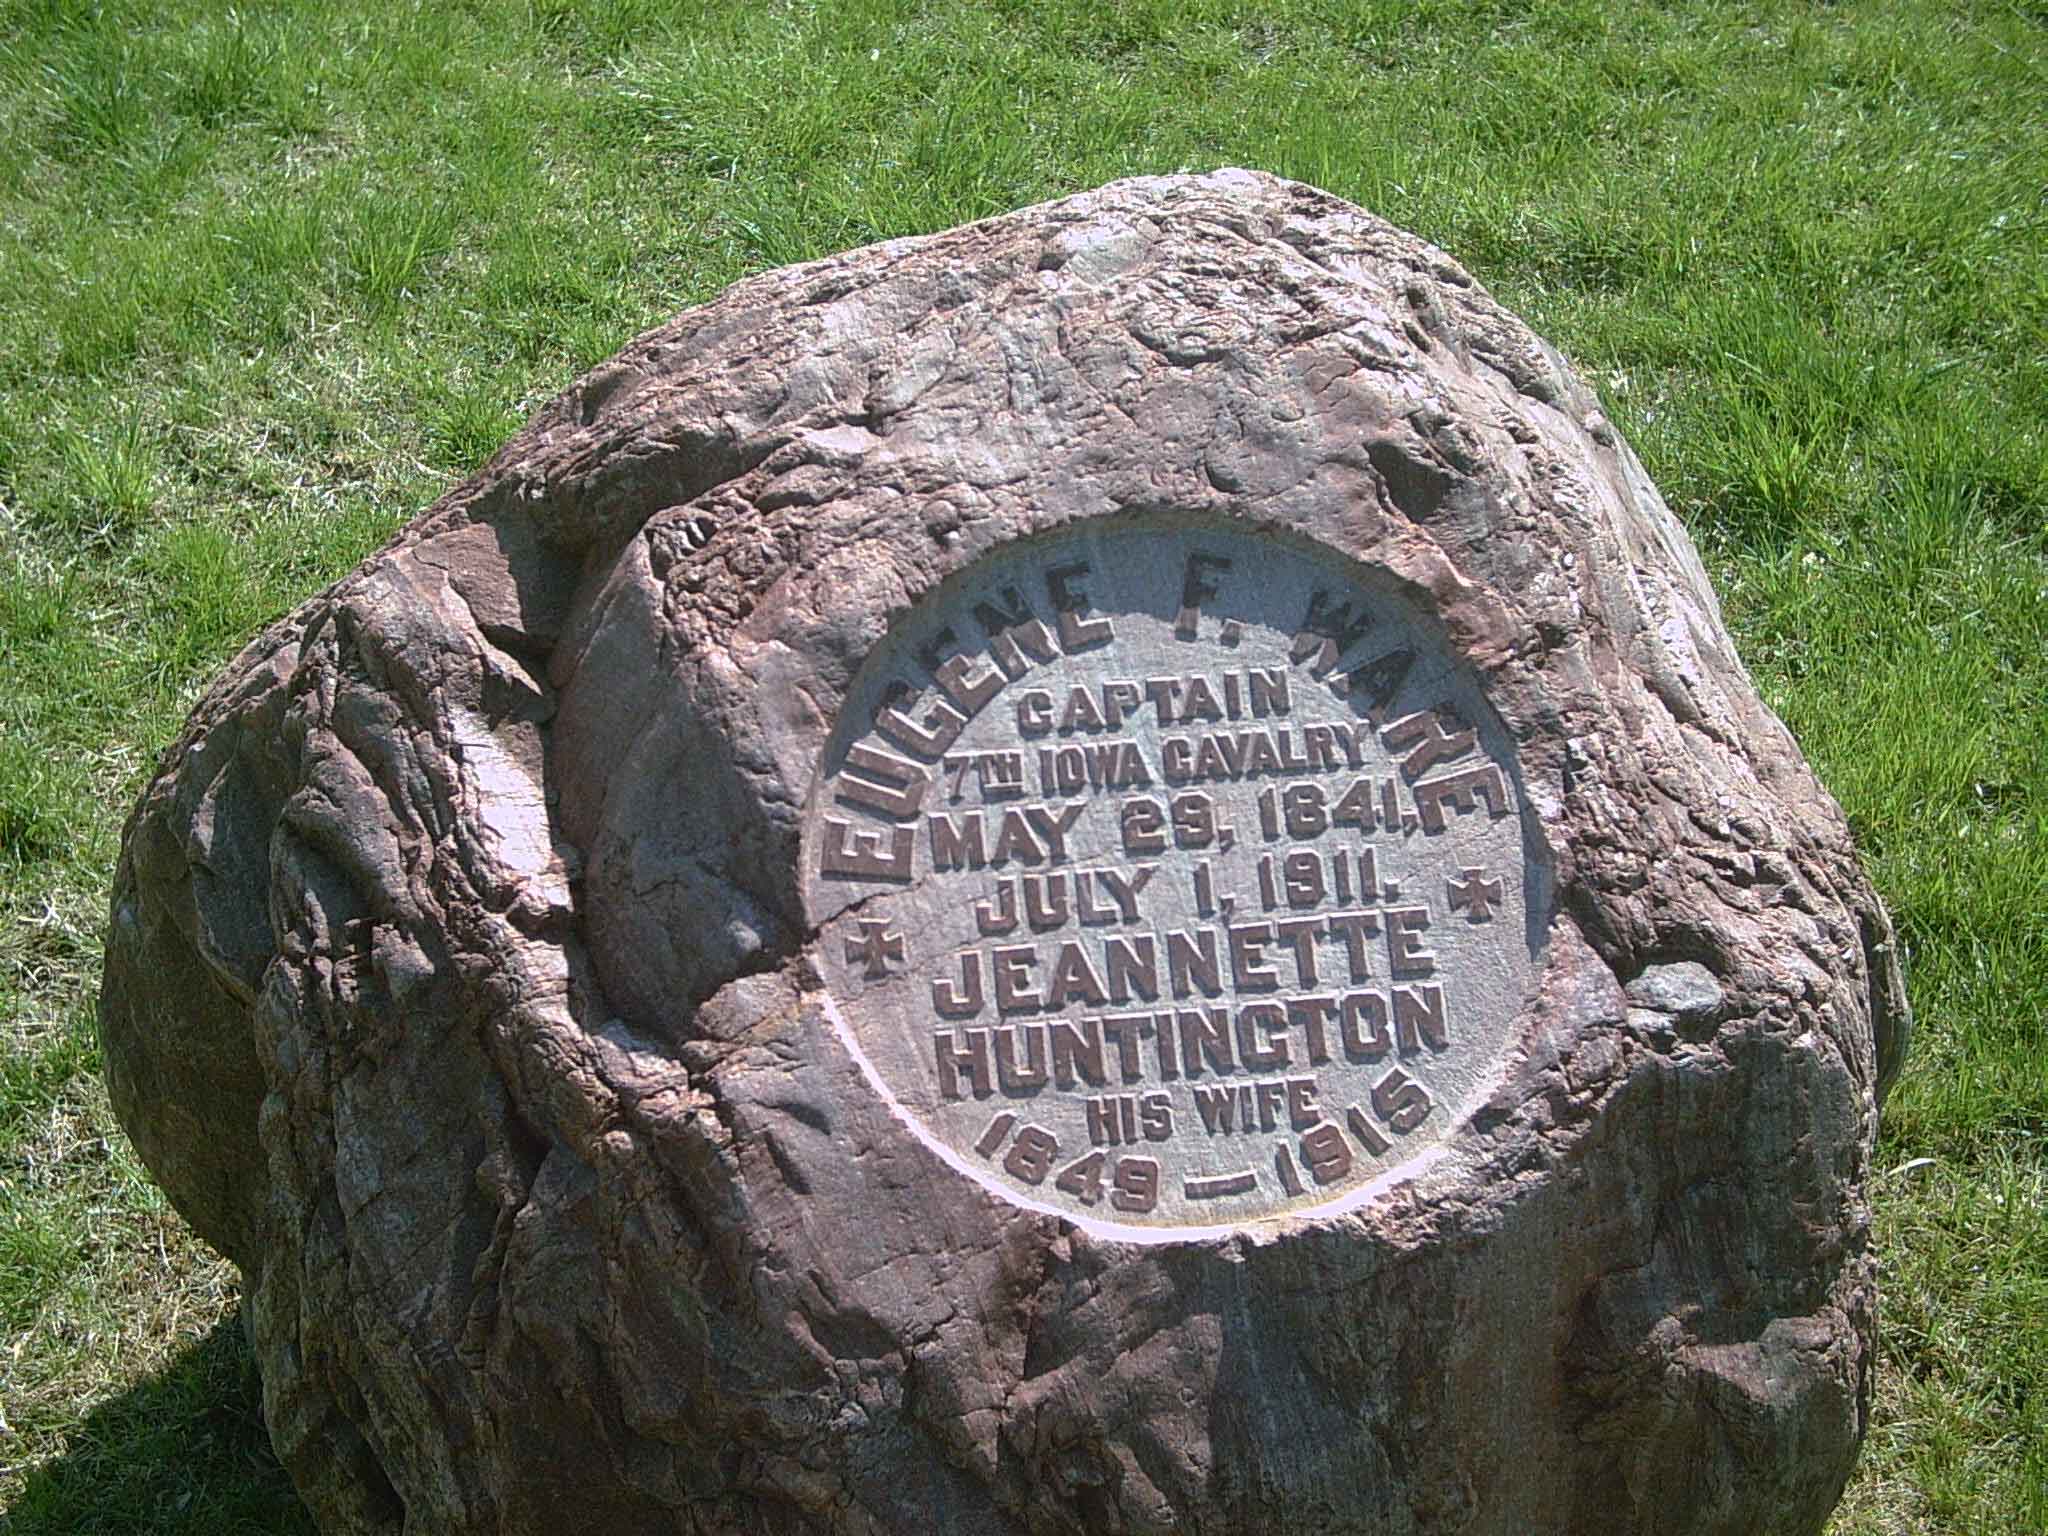 EUGENE F. WARE
CAPTAIN
7TH IOWA CAVALRY
MAY 29, 1841,
JULY 1, 1911.
JEANNETTE
HUNTINGTON
HIS WIFE
1849 — 1915